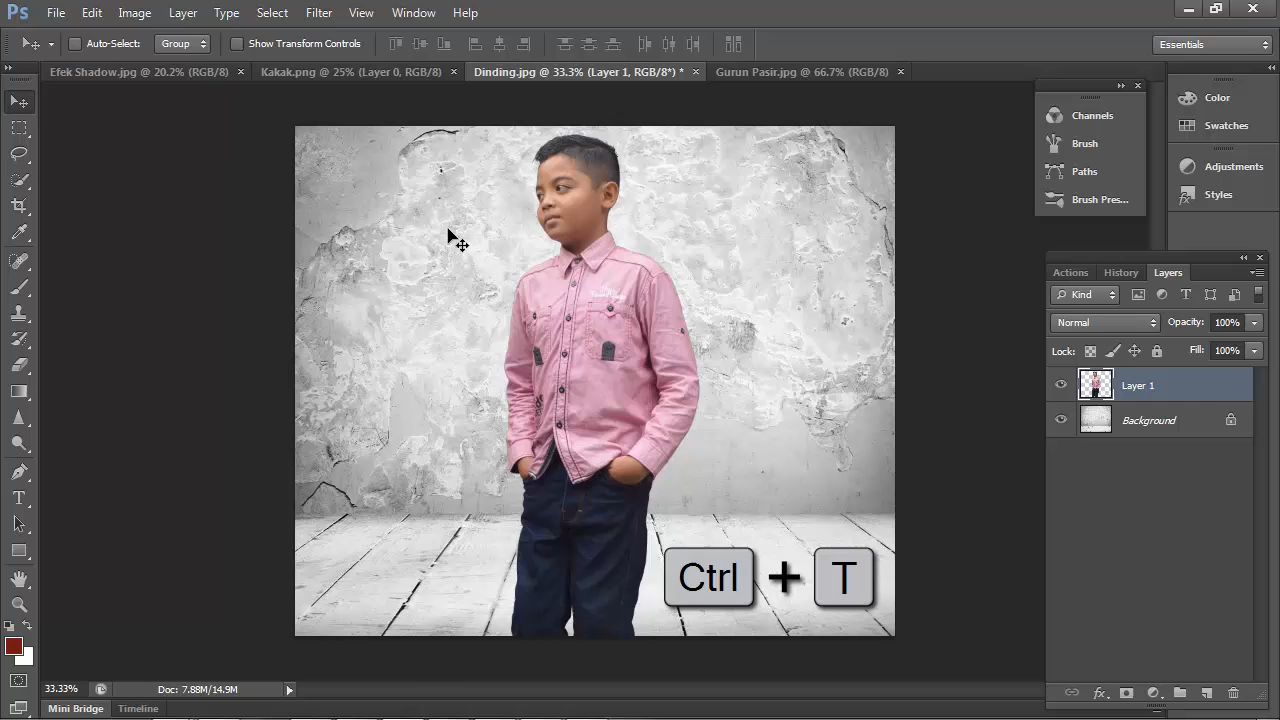 Ps File Edit Image Layer Type Select Filter View Window Help
Auto-Select: Group Show Transform Controls Essentials
Efek Shadow.jpg @ 20.2% (RGB/8) × Kakak.png @ 25% (Layer 0, RGB/8) × Dinding.jpg @ 33.3% (Layer 1, RGB/8*) * × Gurun Pasir.jpg @ 66.7% (RGB/8) ×
Channels
Brush
Paths
Brush Pres...
Color
Swatches
Adjustments
Styles
Actions History Layers
Kind
Normal Opacity: 100%
Lock: Fill: 100%
Layer 1
Background
fx
Ctrl + T
33.33% Doc: 7.88M/14.9M
Mini Bridge Timeline